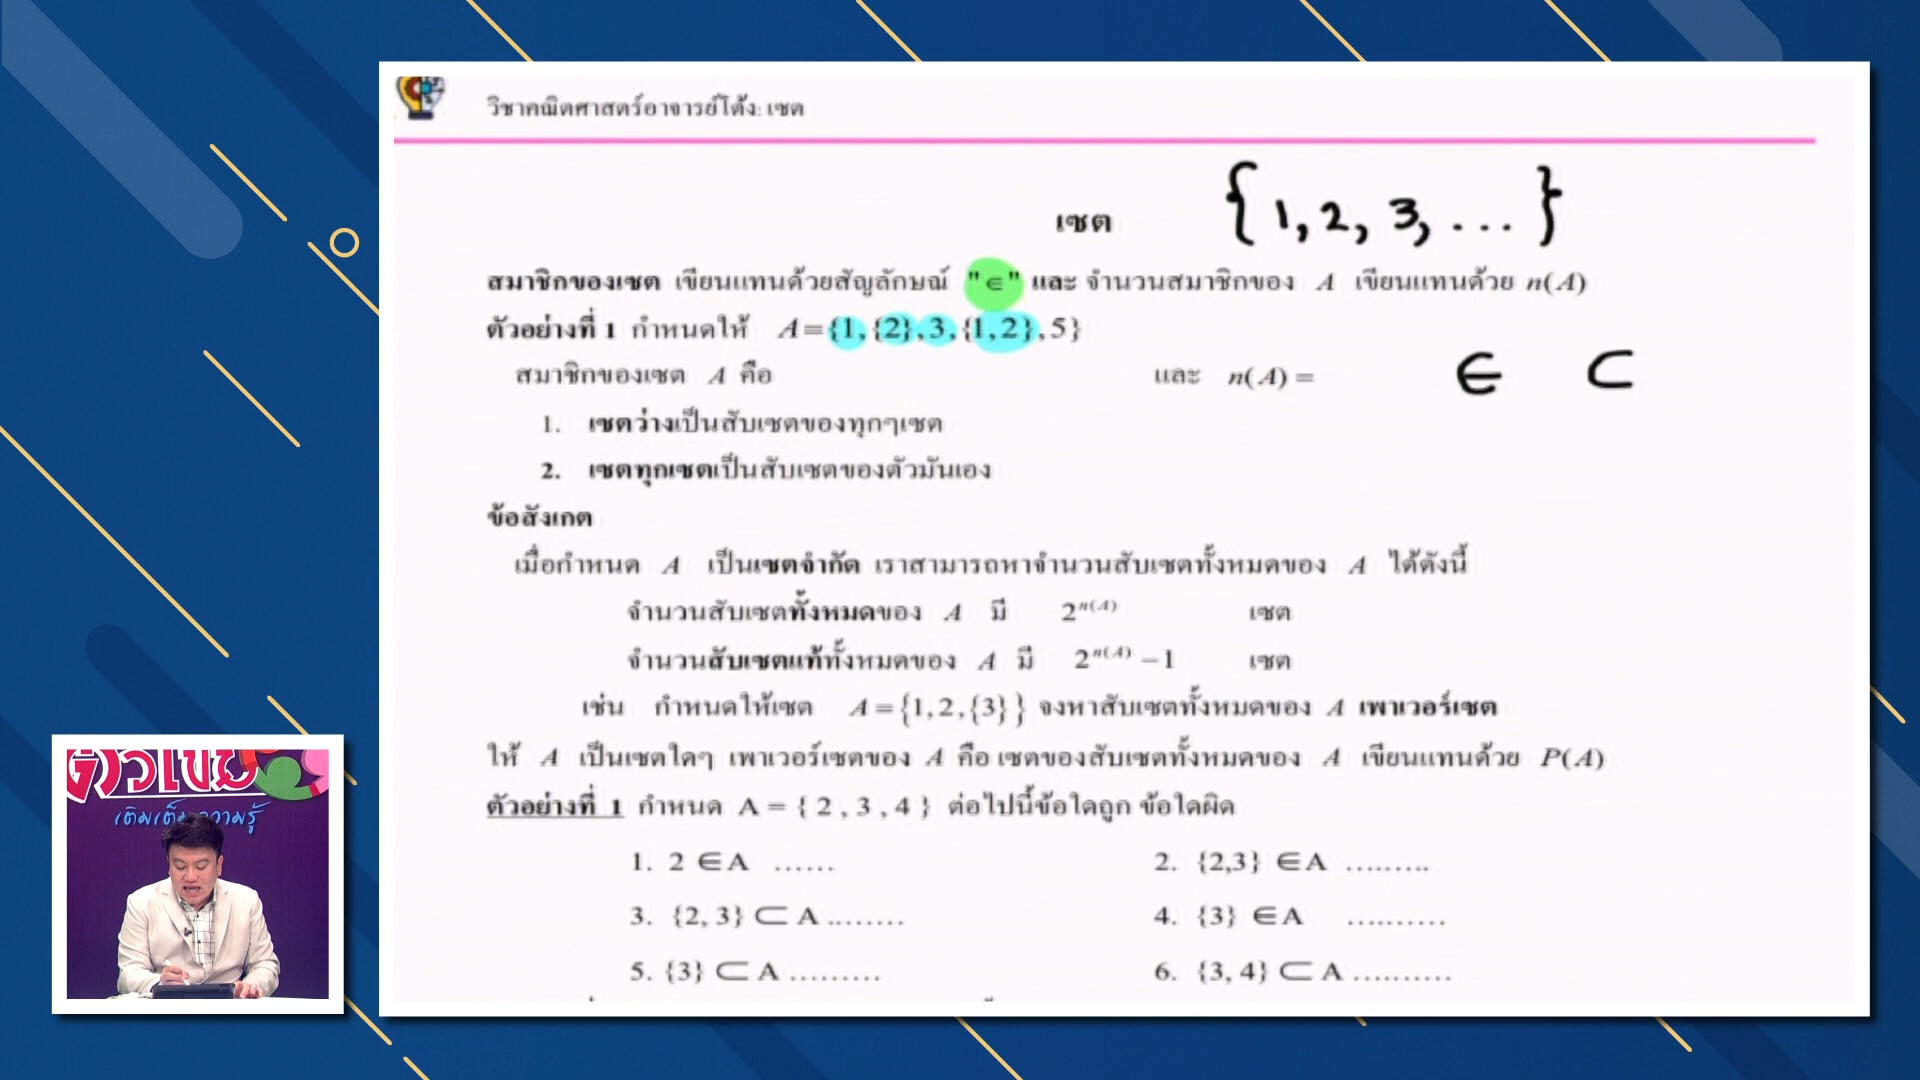 วิชาคณิตศาสตร์อาจารย์โต้ง: เซต
เซต {1, 2, 3, ...}
สมาชิกของเซต เขียนแทนด้วยสัญลักษณ์ "∈" และ จำนวนสมาชิกของ A เขียนแทนด้วย n(A)
ตัวอย่างที่ 1 กำหนดให้ A={1,{2},3,{1,2},5}
สมาชิกของเซต A คือ และ n(A) = ∈ ⊂
1. เซตว่างเป็นสับเซตของทุกๆเซต
2. เซตทุกเซตเป็นสับเซตของตัวมันเอง
ข้อสังเกต
เมื่อกำหนด A เป็นเซตจำกัด เราสามารถหาจำนวนสับเซตทั้งหมดของ A ได้ดังนี้
จำนวนสับเซตทั้งหมดของ A มี 2^{n(A)} เซต
จำนวนสับเซตแท้ทั้งหมดของ A มี 2^{n(A)} −1 เซต
เช่น กำหนดให้เซต A={1,2,{3}} จงหาสับเซตทั้งหมดของ A เพาเวอร์เซต
ให้ A เป็นเซตใดๆ เพาเวอร์เซตของ A คือ เซตของสับเซตทั้งหมดของ A เขียนแทนด้วย P(A)
ตัวอย่างที่ 1 กำหนด A = { 2 , 3 , 4 } ต่อไปนี้ข้อใดถูก ข้อใดผิด
1. 2 ∈A ...... 2. {2,3} ∈A .........
3. {2, 3} ⊂ A ........ 4. {3} ∈A ..........
5. {3} ⊂ A ......... 6. {3, 4} ⊂ A ..........
ติวเข้ม
เติมเต็มความรู้